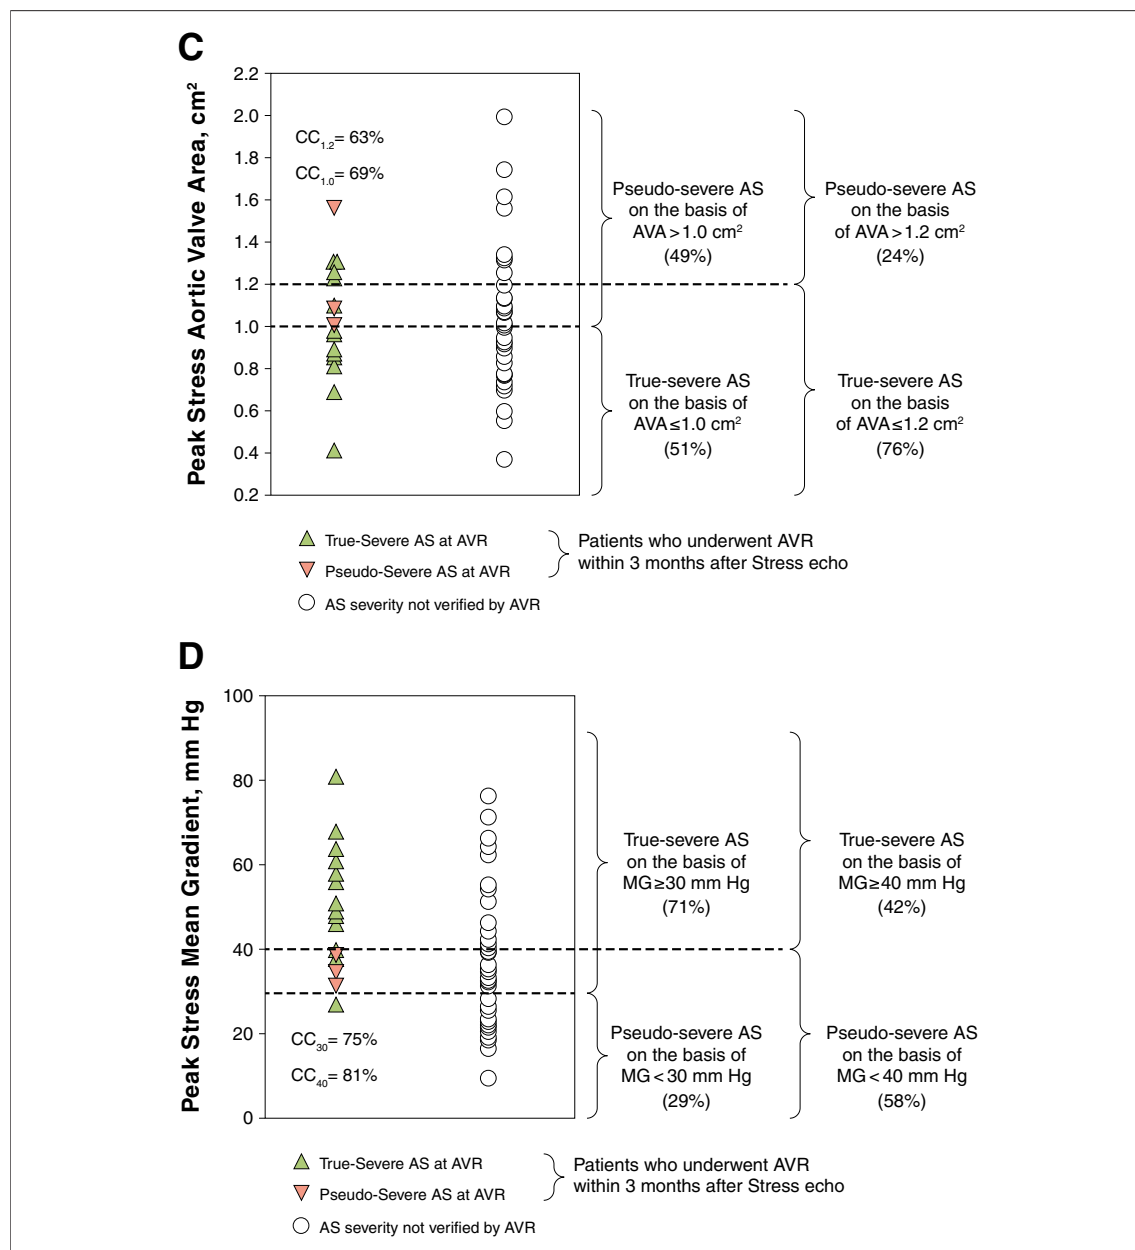 C
Peak Stress Aortic Valve Area, cm²
2.2
2.0
1.8
1.6
1.4
1.2
1.0
0.8
0.6
0.4
0.2
CC1.2= 63%
CC1.0= 69%
Pseudo-severe AS
on the basis of
AVA>1.0 cm²
(49%)
Pseudo-severe AS
on the basis
of AVA>1.2 cm²
(24%)
True-severe AS
on the basis of
AVA≤1.0 cm²
(51%)
True-severe AS
on the basis
of AVA≤1.2 cm²
(76%)
True-Severe AS at AVR
Pseudo-Severe AS at AVR
AS severity not verified by AVR
Patients who underwent AVR
within 3 months after Stress echo
D
Peak Stress Mean Gradient, mm Hg
100
80
60
40
20
0
CC30= 75%
CC40= 81%
True-severe AS
on the basis of
MG≥30 mm Hg
(71%)
True-severe AS
on the basis of
MG≥40 mm Hg
(42%)
Pseudo-severe AS
on the basis of
MG<30 mm Hg
(29%)
Pseudo-severe AS
on the basis of
MG<40 mm Hg
(58%)
True-Severe AS at AVR
Pseudo-Severe AS at AVR
AS severity not verified by AVR
Patients who underwent AVR
within 3 months after Stress echo